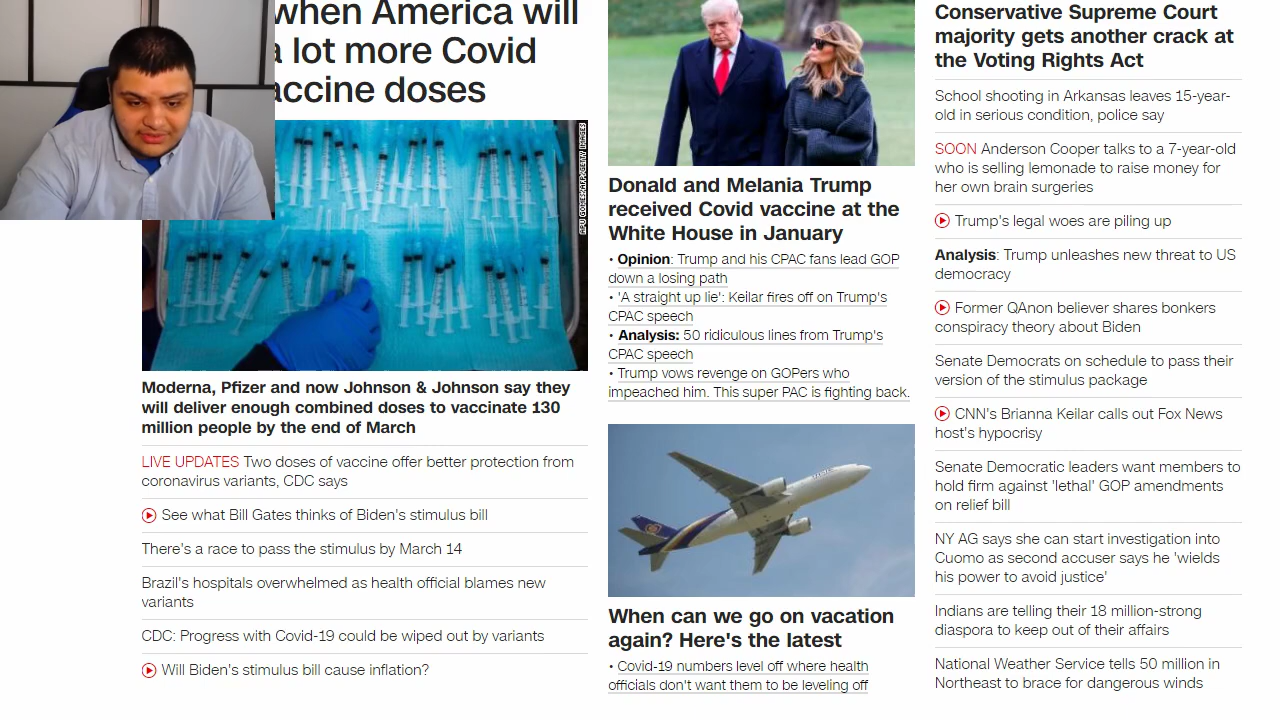 when America will
a lot more Covid
accine doses
APU GOMES/AFP/GETTY IMAGES
Moderna, Pfizer and now Johnson & Johnson say they
will deliver enough combined doses to vaccinate 130
million people by the end of March
LIVE UPDATES Two doses of vaccine offer better protection from
coronavirus variants, CDC says
See what Bill Gates thinks of Biden's stimulus bill
There's a race to pass the stimulus by March 14
Brazil's hospitals overwhelmed as health official blames new
variants
CDC: Progress with Covid-19 could be wiped out by variants
Will Biden's stimulus bill cause inflation?
Donald and Melania Trump
received Covid vaccine at the
White House in January
• Opinion: Trump and his CPAC fans lead GOP
down a losing path
• 'A straight up lie': Keilar fires off on Trump's
CPAC speech
• Analysis: 50 ridiculous lines from Trump's
CPAC speech
• Trump vows revenge on GOPers who
impeached him. This super PAC is fighting back.
When can we go on vacation
again? Here's the latest
• Covid-19 numbers level off where health
officials don't want them to be leveling off
Conservative Supreme Court
majority gets another crack at
the Voting Rights Act
School shooting in Arkansas leaves 15-year-
old in serious condition, police say
SOON Anderson Cooper talks to a 7-year-old
who is selling lemonade to raise money for
her own brain surgeries
Trump's legal woes are piling up
Analysis: Trump unleashes new threat to US
democracy
Former QAnon believer shares bonkers
conspiracy theory about Biden
Senate Democrats on schedule to pass their
version of the stimulus package
CNN's Brianna Keilar calls out Fox News
host's hypocrisy
Senate Democratic leaders want members to
hold firm against 'lethal' GOP amendments
on relief bill
NY AG says she can start investigation into
Cuomo as second accuser says he 'wields
his power to avoid justice'
Indians are telling their 18 million-strong
diaspora to keep out of their affairs
National Weather Service tells 50 million in
Northeast to brace for dangerous winds